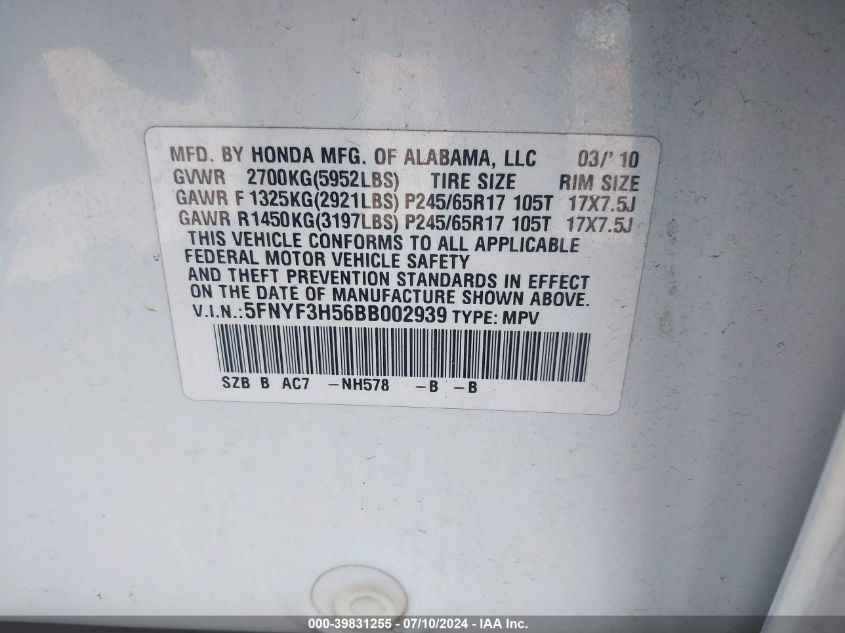 MFD. BY HONDA MFG. OF ALABAMA, LLC 03/'10
GVWR 2700KG(5952LBS) TIRE SIZE RIM SIZE
GAWR F 1325KG(2921LBS) P245/65R17 105T 17X7.5J
GAWR R1450KG(3197LBS) P245/65R17 105T 17X7.5J
THIS VEHICLE CONFORMS TO ALL APPLICABLE
FEDERAL MOTOR VEHICLE SAFETY
AND THEFT PREVENTION STANDARDS IN EFFECT
ON THE DATE OF MANUFACTURE SHOWN ABOVE.
V.I.N.:5FNYF3H56BB002939 TYPE: MPV
SZB B AC7 -NH578 -B -B
000-39831255 - 07/10/2024 - IAA Inc.